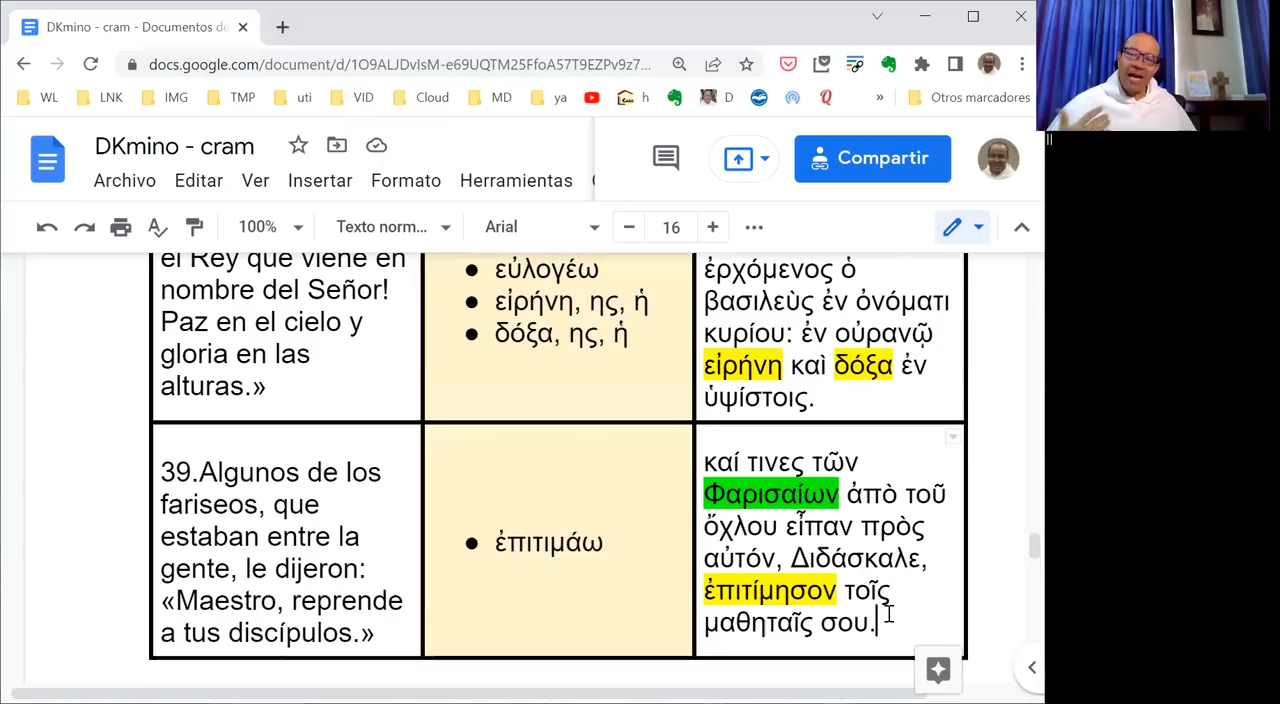 DKmino - cram - Documentos de
docs.google.com/document/d/1O9ALJDvIsM-e69UQTM25FfoA57T9EZPv9z7...
WL LNK IMG TMP uti VID Cloud MD ya h D » Otros marcadores
DKmino - cram
Compartir
Archivo Editar Ver Insertar Formato Herramientas
100% Texto norm... Arial 16
el Rey que viene en
nombre del Señor!
Paz en el cielo y
gloria en las
alturas.»
● εὐλογέω
● εἰρήνη, ης, ἡ
● δόξα, ης, ἡ
ἐρχόμενος ὁ
βασιλεὺς ἐν ὀνόματι
κυρίου: ἐν οὐρανῷ
εἰρήνη καὶ δόξα ἐν
ὑψίστοις.
39.Algunos de los
fariseos, que
estaban entre la
gente, le dijeron:
«Maestro, reprende
a tus discípulos.»
● ἐπιτιμάω
καί τινες τῶν
Φαρισαίων ἀπὸ τοῦ
ὄχλου εἶπαν πρὸς
αὐτόν, Διδάσκαλε,
ἐπιτίμησον τοῖς
μαθηταῖς σου.